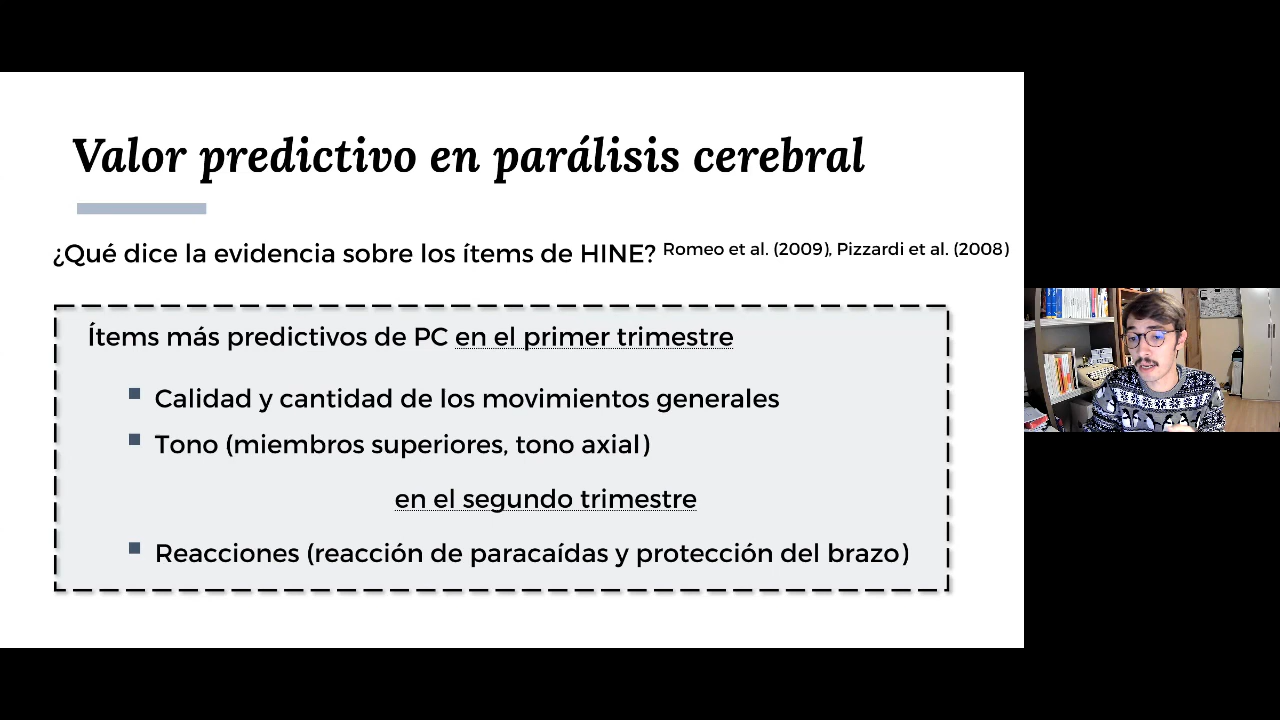 Valor predictivo en parálisis cerebral
¿Qué dice la evidencia sobre los ítems de HINE? Romeo et al. (2009), Pizzardi et al. (2008)
Ítems más predictivos de PC en el primer trimestre
Calidad y cantidad de los movimientos generales
Tono (miembros superiores, tono axial)
en el segundo trimestre
Reacciones (reacción de paracaídas y protección del brazo)